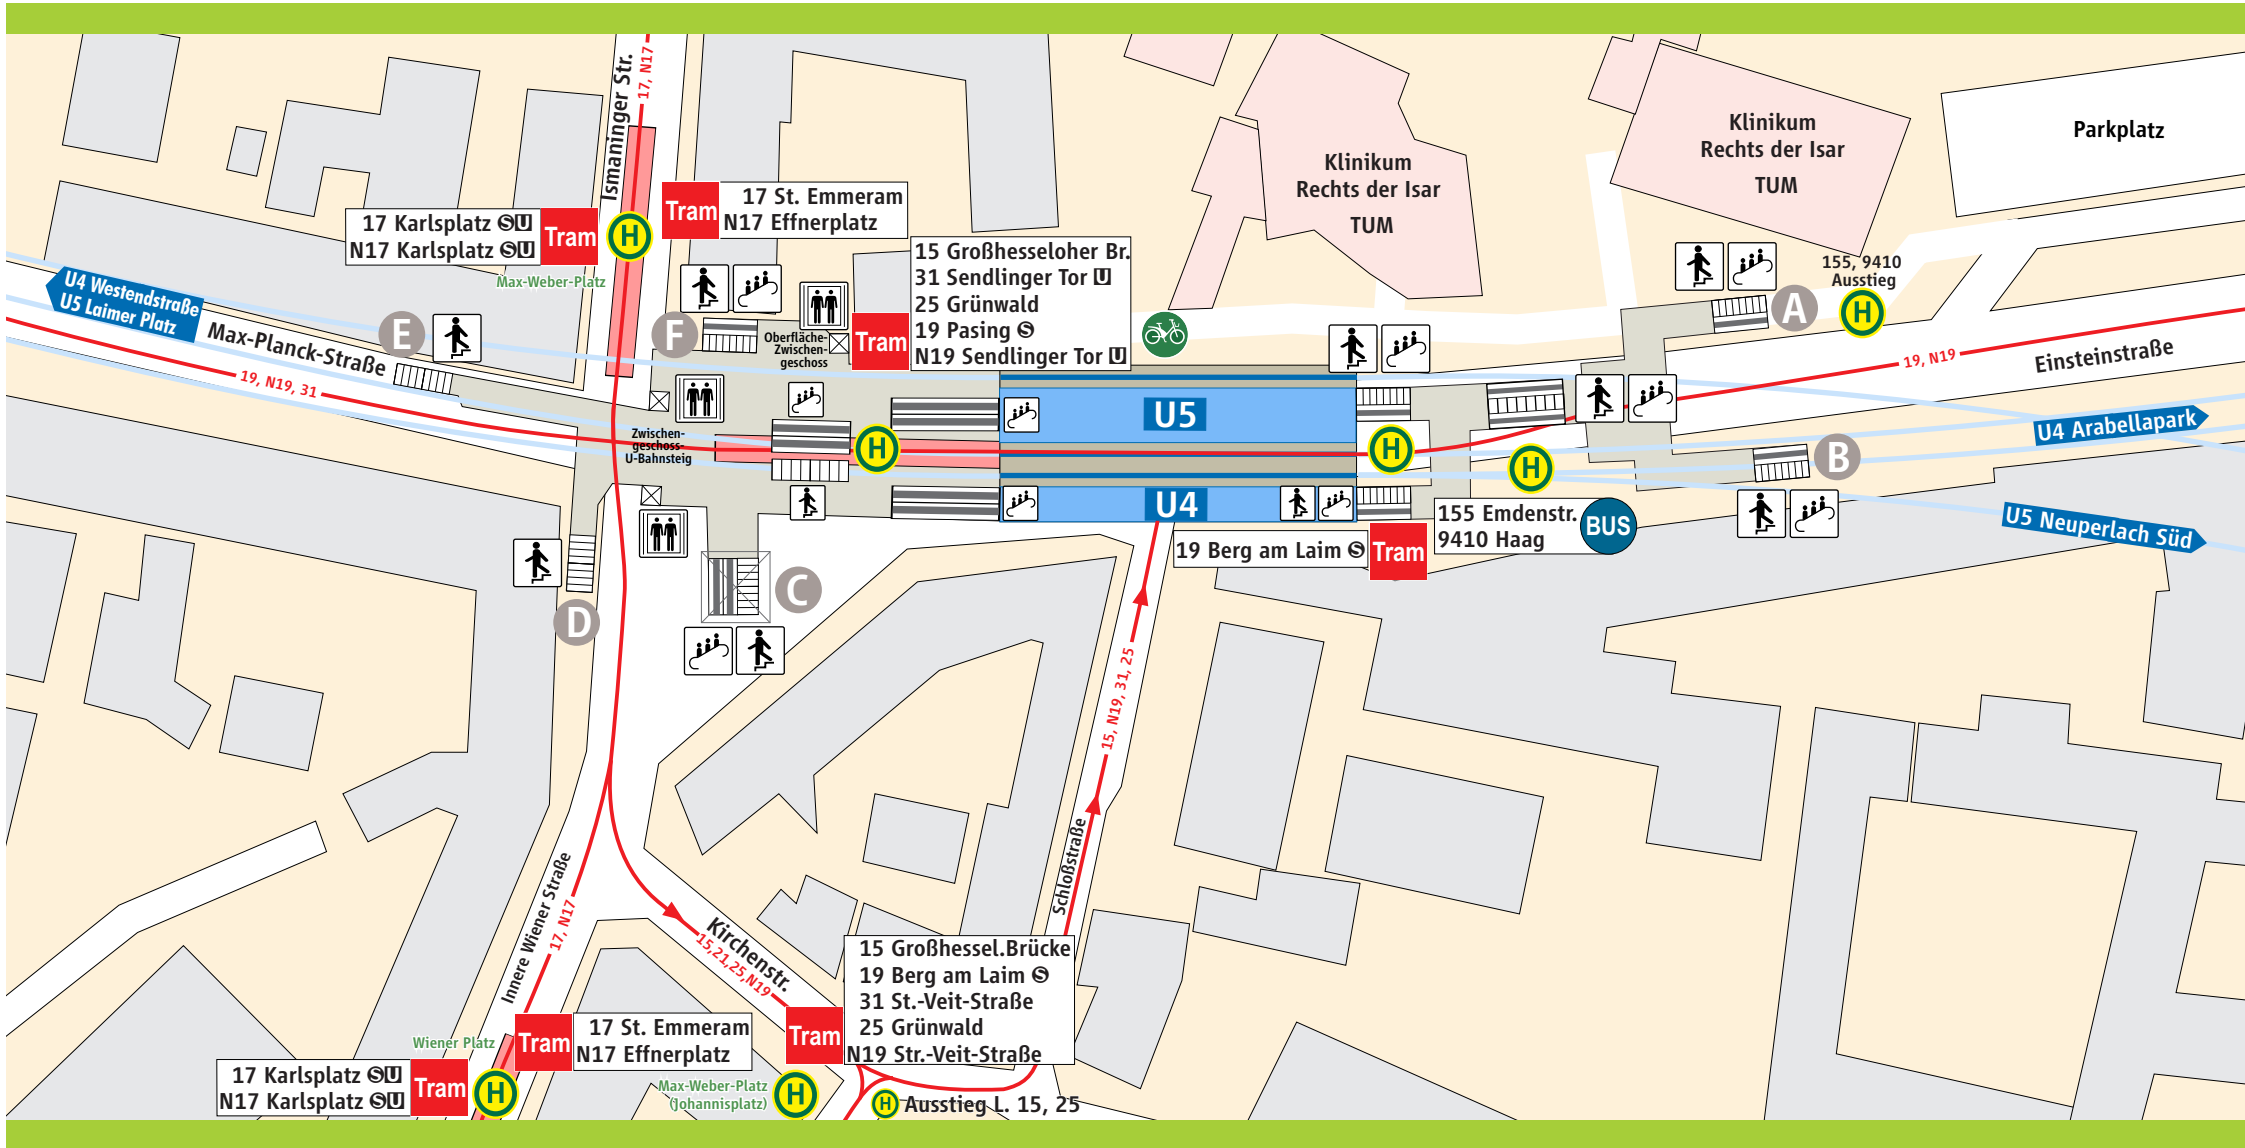 Ismaninger Str.
17, N17
17 Karlsplatz SU
N17 Karlsplatz SU
Tram
H
Tram
17 St. Emmeram
N17 Effnerplatz
Max-Weber-Platz
15 Großhesseloher Br.
31 Sendlinger Tor U
25 Grünwald
19 Pasing S
N19 Sendlinger Tor U
Tram
Klinikum
Rechts der Isar
TUM
Klinikum
Rechts der Isar
TUM
Parkplatz
155, 9410
Ausstieg
H
A
U4 Westendstraße
U5 Laimer Platz
Max-Planck-Straße
19, N19, 31
E
F
Oberfläche-
Zwischen-
geschoss
Zwischen-
geschoss-
U-Bahnsteig
H
U5
U4
H
H
19, N19
Einsteinstraße
U4 Arabellapark
B
U5 Neuperlach Süd
155 Emdenstr.
9410 Haag
BUS
19 Berg am Laim S
Tram
C
D
15, N19, 31, 25
Schloßstraße
Innere Wiener Straße
17, N17
Kirchenstr.
15,21,25,N19
15 Großhessel.Brücke
19 Berg am Laim S
31 St.-Veit-Straße
25 Grünwald
N19 Str.-Veit-Straße
Tram
Wiener Platz
17 Karlsplatz SU
N17 Karlsplatz SU
Tram
H
Tram
17 St. Emmeram
N17 Effnerplatz
Max-Weber-Platz
(Johannisplatz)
H
H
Ausstieg L. 15, 25